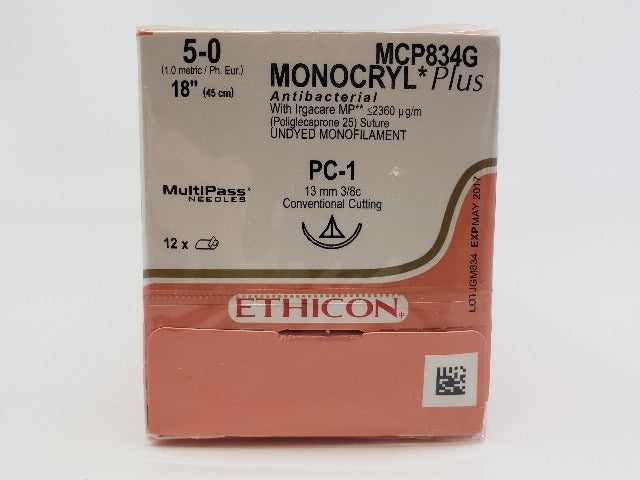 5-0
(1.0 metric / Ph. Eur.)
18" (45 cm)
MCP834G
MONOCRYL* Plus
Antibacterial
With Irgacare MP** ≤2360 µg/m
(Poliglecaprone 25) Suture
UNDYED MONOFILAMENT
PC-1
13 mm 3/8c
Conventional Cutting
MultiPass*
NEEDLES
12 x
LOT JGM834 EXP MAY 2017
ETHICON*